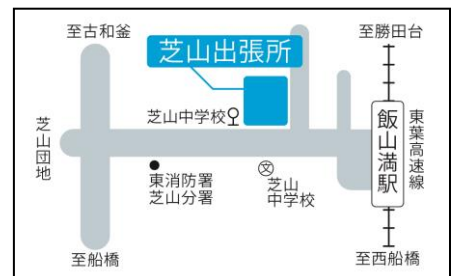 至古和釜
至勝田台
芝山出張所
芝山中学校
芝山団地
飯山満駅
東葉高速線
東消防署
芝山分署
文
芝山
中学校
至船橋
至西船橋